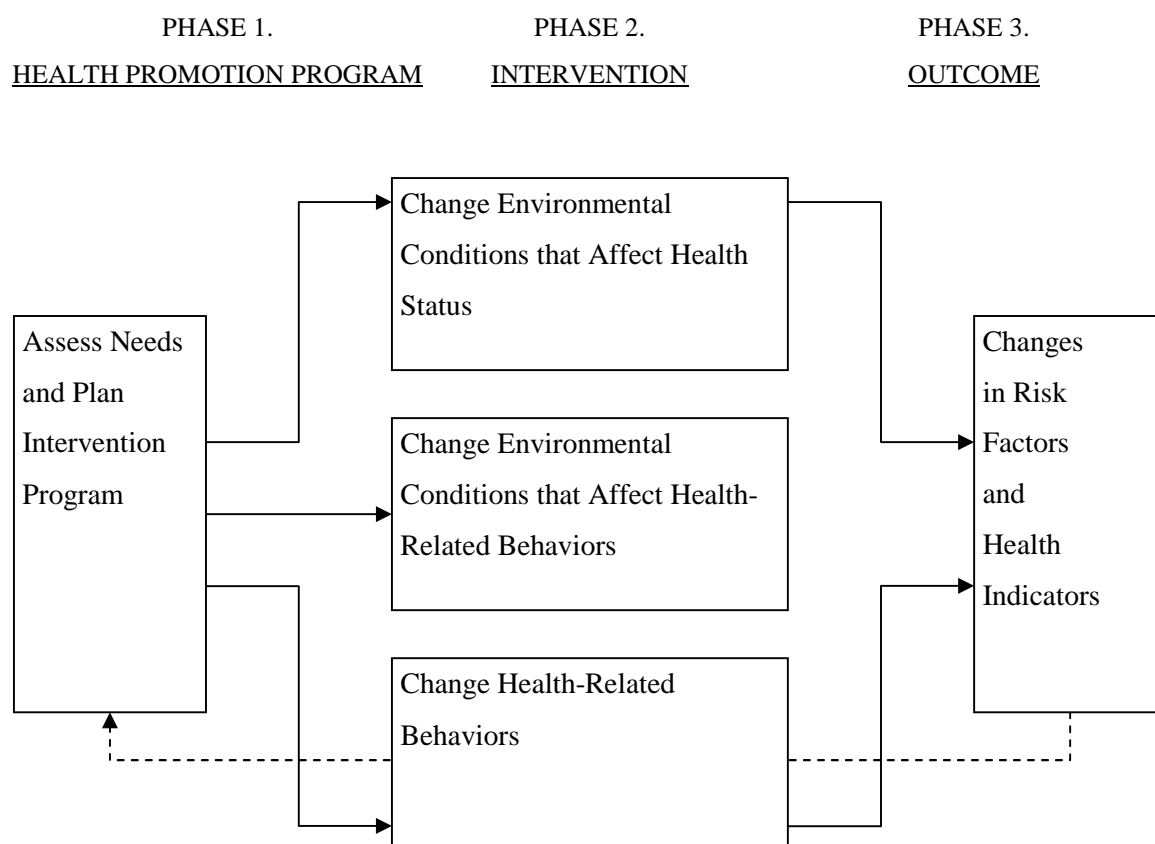 PHASE 1.
HEALTH PROMOTION PROGRAM
PHASE 2.
INTERVENTION
PHASE 3.
OUTCOME
Change Environmental
Conditions that Affect Health
Status
Assess Needs
and Plan
Intervention
Program
Change Environmental
Conditions that Affect Health-
Related Behaviors
Change Health-Related
Behaviors
Changes
in Risk
Factors
and
Health
Indicators